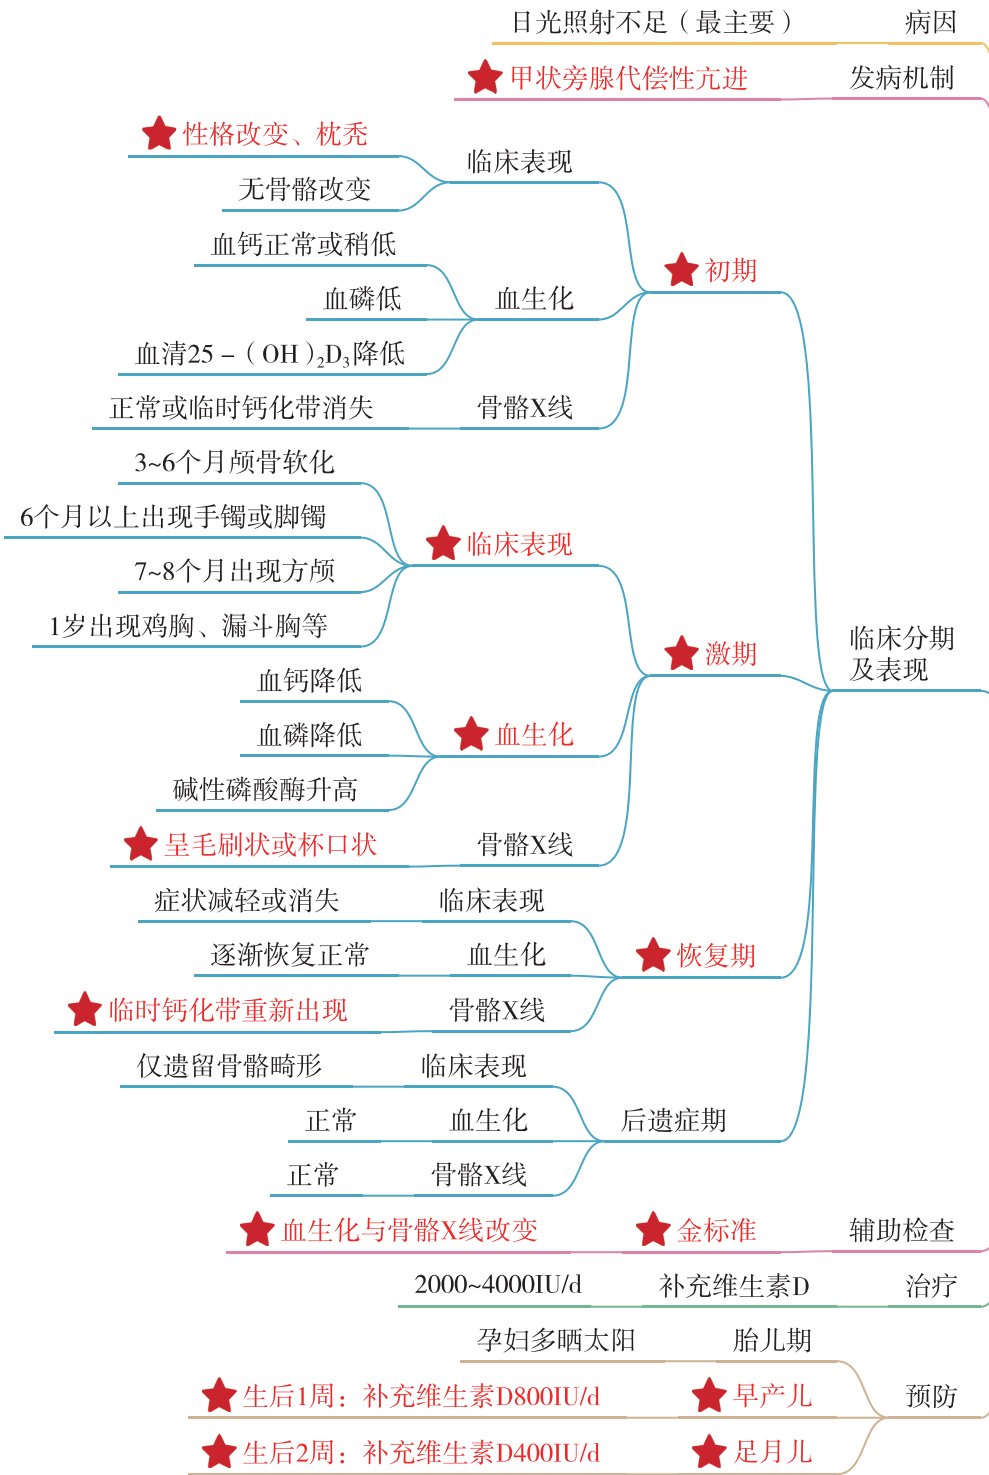 日光照射不足（最主要）
病因
甲状旁腺代偿性亢进
发病机制
性格改变、枕秃
临床表现
无骨骼改变
血钙正常或稍低
初期
血磷低
血生化
血清25-(OH)₂D₃降低
正常或临时钙化带消失
骨骼X线
3~6个月颅骨软化
6个月以上出现手镯或脚镯
临床表现
7~8个月出现方颅
1岁出现鸡胸、漏斗胸等
临床分期
及表现
激期
血钙降低
血磷降低
血生化
碱性磷酸酶升高
呈毛刷状或杯口状
骨骼X线
症状减轻或消失
临床表现
逐渐恢复正常
血生化
恢复期
临时钙化带重新出现
骨骼X线
仅遗留骨骼畸形
临床表现
正常
血生化
后遗症期
正常
骨骼X线
血生化与骨骼X线改变
金标准
辅助检查
2000~4000IU/d
补充维生素D
治疗
孕妇多晒太阳
胎儿期
生后1周：补充维生素D800IU/d
早产儿
预防
生后2周：补充维生素D400IU/d
足月儿